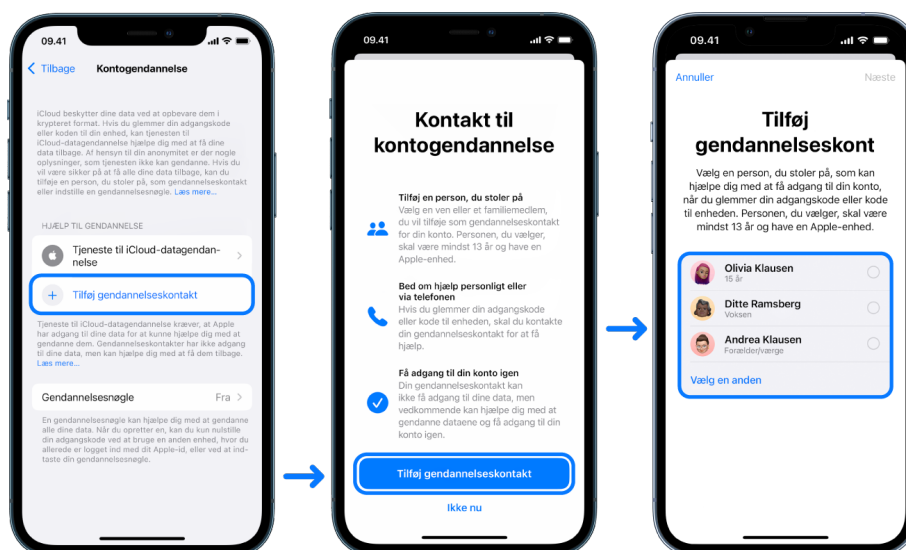 09.41
Tilbage
Kontogendannelse
iCloud beskytter dine data ved at opbevare dem i
krypteret format. Hvis du glemmer din adgangskode
eller koden til din enhed, kan tjenesten til
iCloud-datagendannelse hjælpe dig med at få dine
data tilbage. Af hensyn til din anonymitet er der nogle
oplysninger, som tjenesten ikke kan gendanne. Hvis du
vil være sikker på at få alle dine data tilbage, kan du
tilføje en person, du stoler på, som gendannelseskontakt
eller indstille en gendannelsesnøgle. Læs mere...
HJÆLP TIL GENDANNELSE
Tjeneste til iCloud-datagendan-
nelse
Tilføj gendannelseskontakt
Tjeneste til iCloud-datagendannelse kræver, at Apple
har adgang til dine data for at kunne hjælpe dig med at
gendanne dem. Gendannelseskontakter har ikke adgang
til dine data, men kan hjælpe dig med at få dem tilbage.
Læs mere...
Gendannelsesnøgle Fra
En gendannelsesnøgle kan hjælpe dig med at gendanne
alle dine data. Når du opretter en, kan du kun nulstille
din adgangskode ved at bruge en anden enhed, hvor du
allerede er logget ind med dit Apple-id, eller ved at ind-
taste din gendannelsesnøgle.
09.41
Kontakt til
kontogendannelse
Tilføj en person, du stoler på
Vælg en ven eller et familiemedlem,
du vil tilføje som gendannelseskontakt
for din konto. Personen, du vælger,
skal være mindst 13 år og have en
Apple-enhed.
Bed om hjælp personligt eller
via telefonen
Hvis du glemmer din adgangskode
eller kode til enheden, skal du kontakte
din gendannelseskontakt for at få
hjælp.
Få adgang til din konto igen
Din gendannelseskontakt kan
ikke få adgang til dine data, men
vedkommende kan hjælpe dig med at
gendanne dataene og få adgang til din
konto igen.
Tilføj gendannelseskontakt
Ikke nu
09.41
Annuller
Næste
Tilføj
gendannelseskont
Vælg en person, du stoler på, som kan
hjælpe dig med at få adgang til din konto,
når du glemmer din adgangskode eller kode
til enheden. Personen, du vælger, skal være
mindst 13 år og have en Apple-enhed.
Olivia Klausen
15 år
Ditte Ramsberg
Voksen
Andrea Klausen
Forælder/værge
Vælg en anden